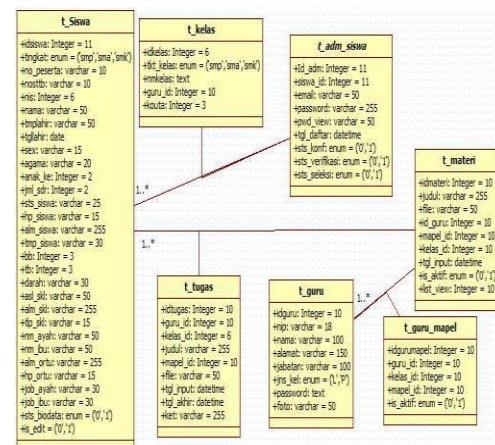 t_Siswa
+idsiswa: Integer = 11
+tingkat: enum = ('smp','sma','smk')
+no_peserta: varchar = 10
+nosttb: varchar = 10
+nis: Integer = 6
+nama: varchar = 50
+tmplahir: varchar = 50
+tgllahir: date
+sex: varchar = 15
+agama: varchar = 20
+anak_ke: Integer = 2
+jml_sdr: Integer = 2
+sts_siswa: varchar = 25
+hp_siswa: varchar = 15
+alm_siswa: varchar = 255
+tmp_siswa: varchar = 30
+bb: Integer = 3
+tb: Integer = 3
+darah: varchar = 30
+asl_skl: varchar = 50
+alm_skl: varchar = 255
+tlp_skl: varchar = 15
+nm_ayah: varchar = 50
+nm_ibu: varchar = 50
+alm_ortu: varchar = 255
+hp_ortu: varchar = 15
+job_ayah: varchar = 30
+job_ibu: varchar = 30
+sts_biodata: enum = ('0','1')
+is_edit = ('0','1')
t_kelas
+idkelas: Integer = 6
+tkt_kelas: enum = ('smp','sma','smk')
+nmkelas: text
+guru_id: Integer = 10
+kouta: Integer = 3
t_adm_siswa
+Id_adm: Integer = 11
+siswa_id: Integer = 11
+email: varchar = 50
+password: varchar = 255
+pwd_view: varchar = 50
+tgl_daftar: datetime
+sts_konf: enum = ('0','1')
+sts_verifikasi: enum = ('0','1')
+sts_seleksi: enum = ('0','1')
1..*
1..*
t_materi
+idmateri: Integer = 10
+judul: varchar = 255
+file: varchar = 50
+id_guru: Integer = 10
+mapel_id: Integer = 10
+kelas_id: Integer = 10
+tgl_input: datetime
+is_aktif: enum = ('0','1')
+list_view: Integer = 10
t_tugas
+idtugas: Integer = 10
+guru_id: Integer = 10
+kelas_id: Integer = 6
+judul: varchar = 255
+mapel_id: Integer = 10
+file: varchar = 50
+tgl_input: datetime
+tgl_akhir: datetime
+ket: varchar = 255
t_guru
+idguru: Integer = 10
+nip: varchar = 18
+nama: varchar = 100
+alamat: varchar = 150
+jabatan: varchar = 100
+jns_kel: enum = ('L','P')
+password: text
+foto: varchar = 50
1..*
t_guru_mapel
+idgurumapel: Integer = 10
+guru_id: Integer = 10
+kelas_id: Integer = 10
+mapel_id: Integer = 10
+is_aktif: enum = ('0','1')